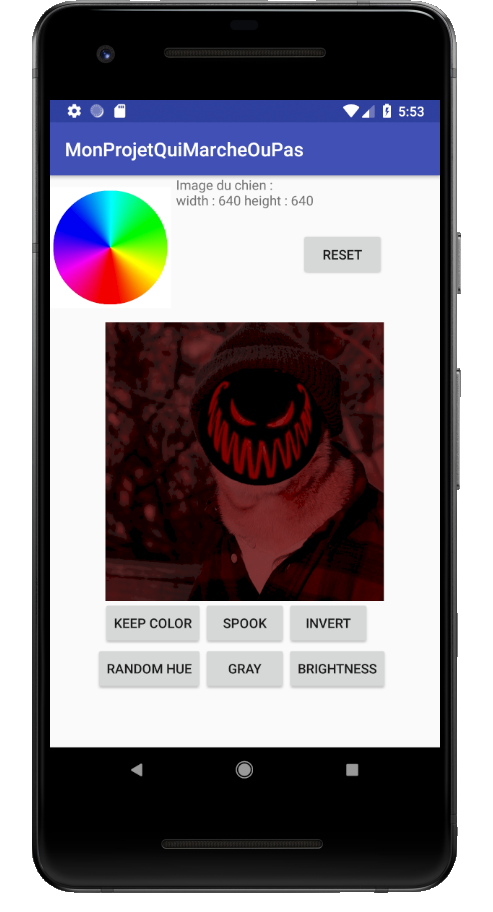 5:53
MonProjetQuiMarcheOuPas
Image du chien :
width : 640 height : 640
RESET
KEEP COLOR SPOOK INVERT
RANDOM HUE GRAY BRIGHTNESS